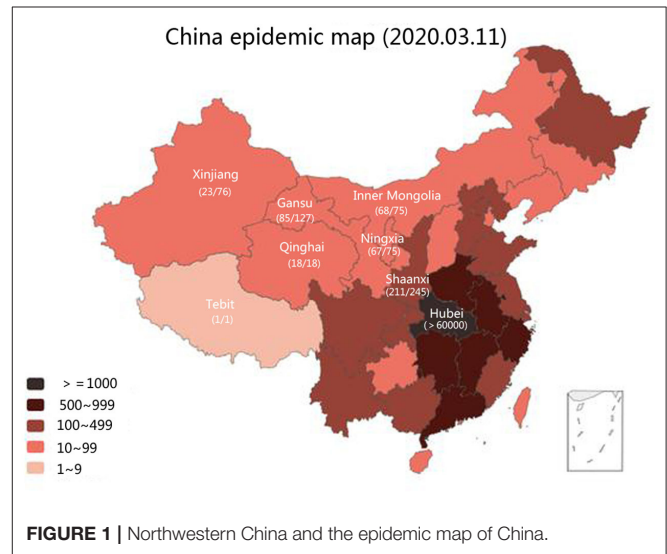 China epidemic map (2020.03.11)
Xinjiang
(23/76)
Gansu
(85/127)
Inner Mongolia
(68/75)
Qinghai
(18/18)
Ningxia
(67/75)
Shaanxi
(211/245)
Tebit
(1/1)
Hubei
(> 60000)
> = 1000
500~999
100~499
10~99
1~9
FIGURE 1 | Northwestern China and the epidemic map of China.